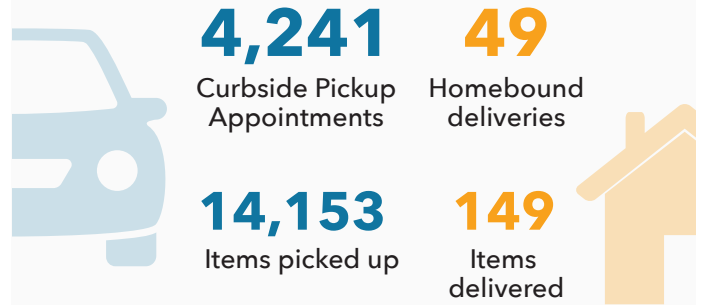 4,241
Curbside Pickup
Appointments
49
Homebound
deliveries
14,153
Items picked up
149
Items
delivered